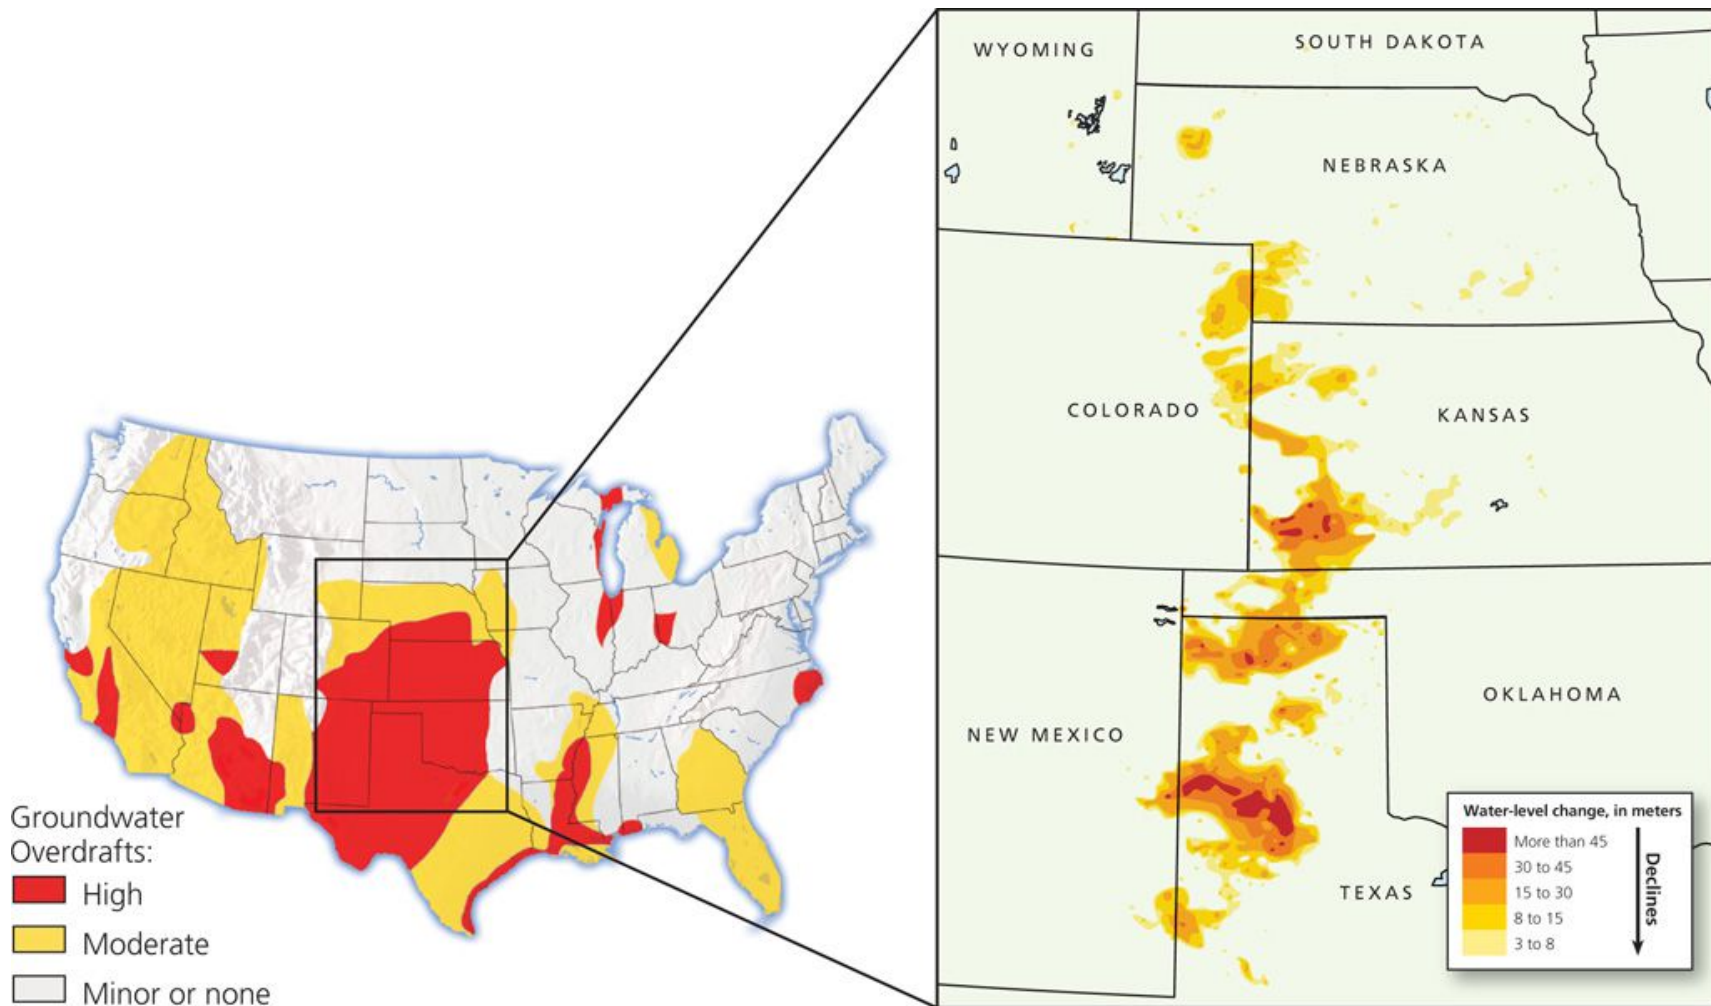 WYOMING
SOUTH DAKOTA
NEBRASKA
COLORADO
KANSAS
NEW MEXICO
OKLAHOMA
TEXAS
Water-level change, in meters
More than 45
30 to 45
15 to 30
8 to 15
3 to 8
Declines
Groundwater
Overdrafts:
High
Moderate
Minor or none